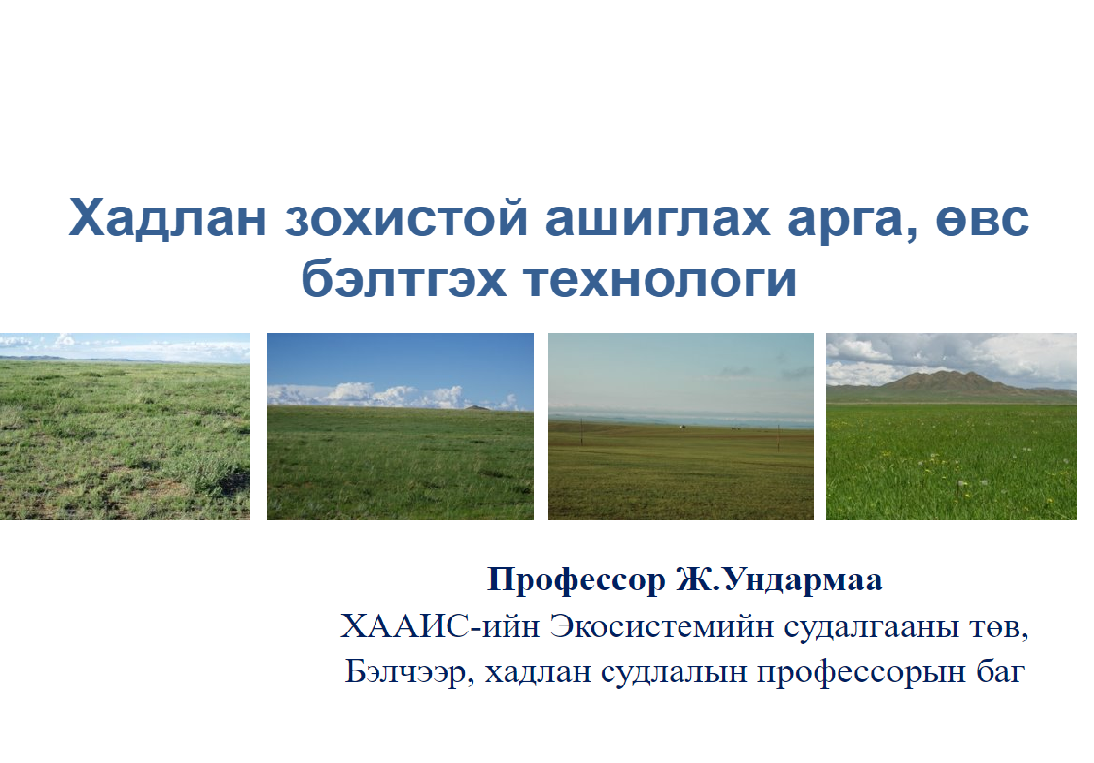 Хадлан зохистой ашиглах арга, өвс
бэлтгэх технологи
Профессор Ж.Ундармаа
ХААИС-ийн Экосистемийн судалгааны төв,
Бэлчээр, хадлан судлалын профессорын баг